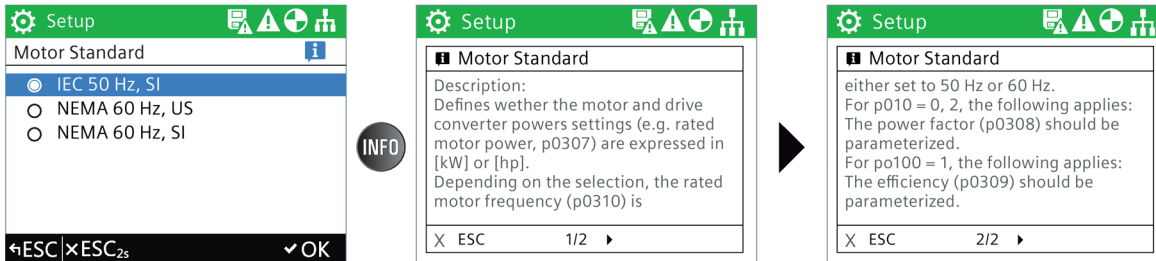 Setup
Motor Standard
IEC 50 Hz, SI
NEMA 60 Hz, US
NEMA 60 Hz, SI
ESC ESC2s OK
INFO
Setup
Motor Standard
Description:
Defines wether the motor and drive
converter powers settings (e.g. rated
motor power, p0307) are expressed in
[kW] or [hp].
Depending on the selection, the rated
motor frequency (p0310) is
X ESC 1/2
Setup
Motor Standard
either set to 50 Hz or 60 Hz.
For p010 = 0, 2, the following applies:
The power factor (p0308) should be
parameterized.
For po100 = 1, the following applies:
The efficiency (p0309) should be
parameterized.
X ESC 2/2